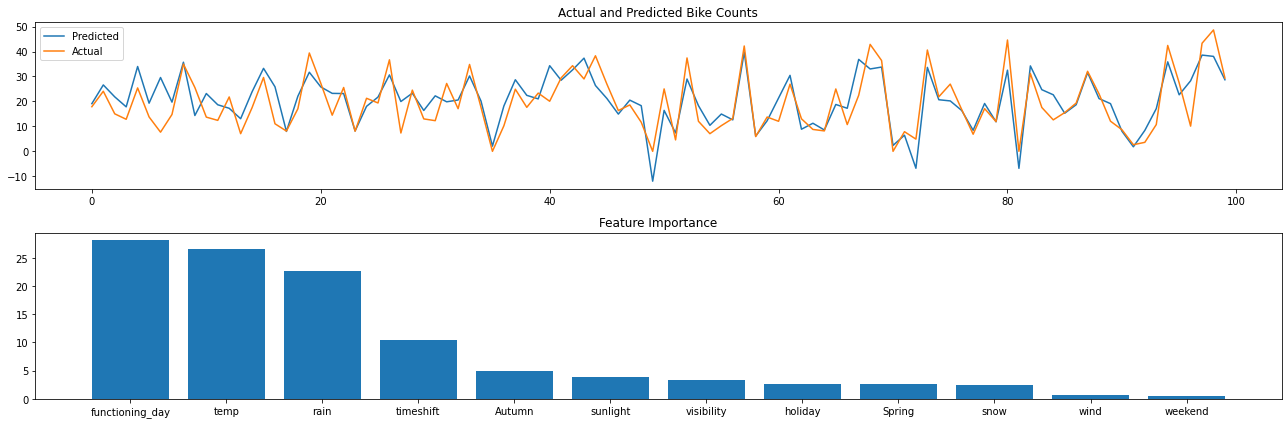 Actual and Predicted Bike Counts
50
40
30
20
10
0
−10
Predicted
Actual
0 20 40 60 80 100
Feature Importance
25
20
15
10
5
0
functioning_day temp rain timeshift Autumn sunlight visibility holiday Spring snow wind weekend